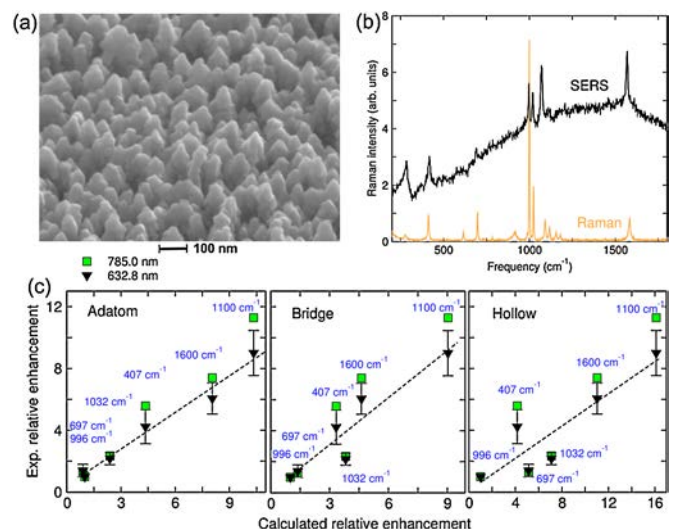 (a)
100 nm
(b)
Raman intensity (arb. units)
8
6
4
2
0
SERS
Raman
500
1000
1500
Frequency (cm-1)
785.0 nm
632.8 nm
(c)
Exp. relative enhancement
12
8
4
0
Adatom
1100 cm-1
1600 cm-1
407 cm-1
1032 cm-1
697 cm-1
996 cm-1
0 2 4 6 8 10
Bridge
1100 cm-1
1600 cm-1
407 cm-1
697 cm-1
996 cm-1
1032 cm-1
0 2 4 6 8
Hollow
1100 cm-1
1600 cm-1
407 cm-1
996 cm-1
1032 cm-1
697 cm-1
0 4 8 12 16
Calculated relative enhancement